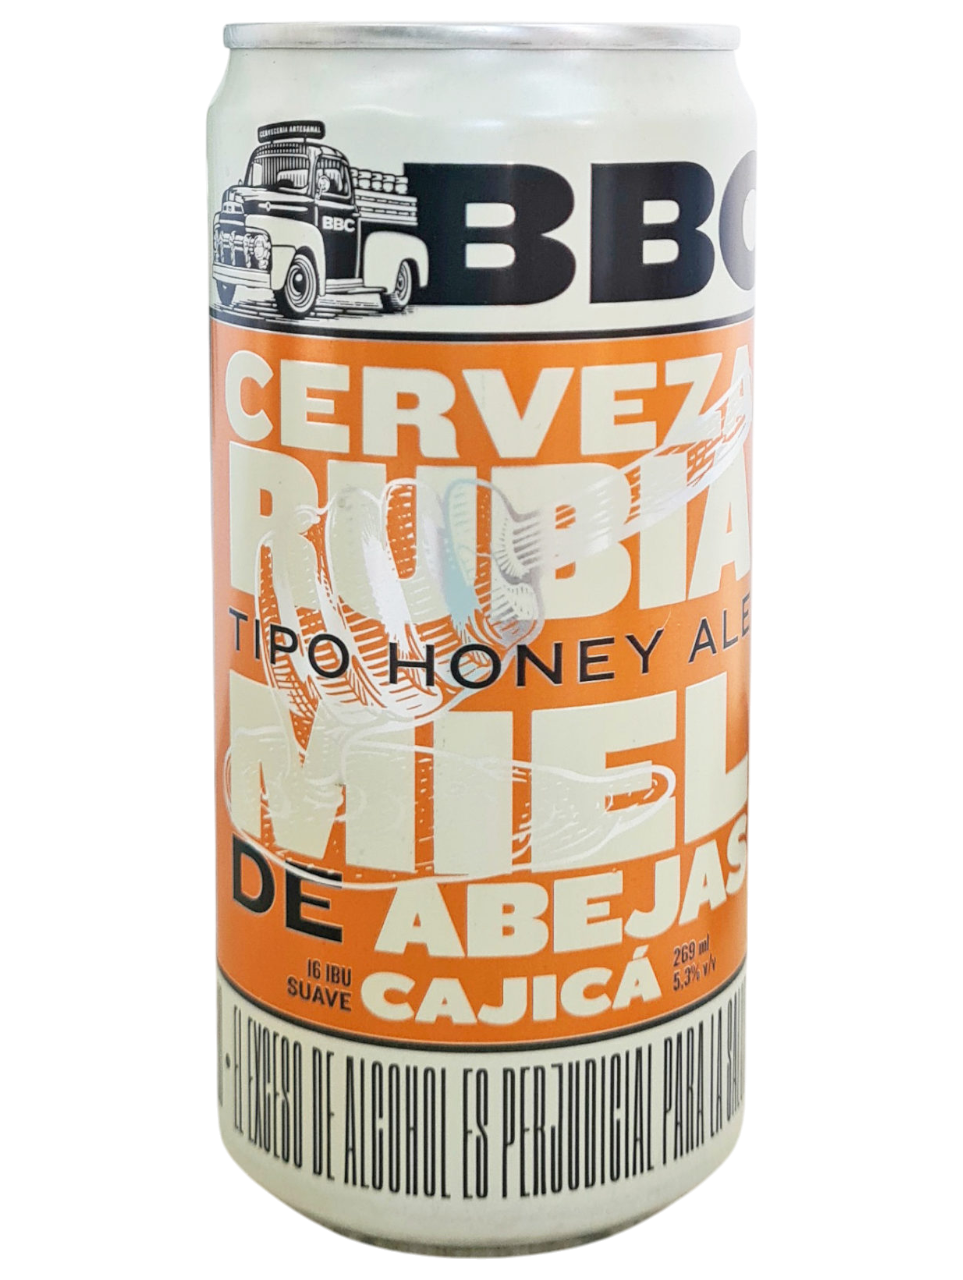 CERVECERIA ARTESANAL
BBC
BBC
CERVEZA
RUBIA
TIPO HONEY ALE
MIEL
DE ABEJAS
16 IBU
SUAVE
CAJICÁ
269 ml
5,3% v/v
• EL EXCESO DE ALCOHOL ES PERJUDICIAL PARA LA